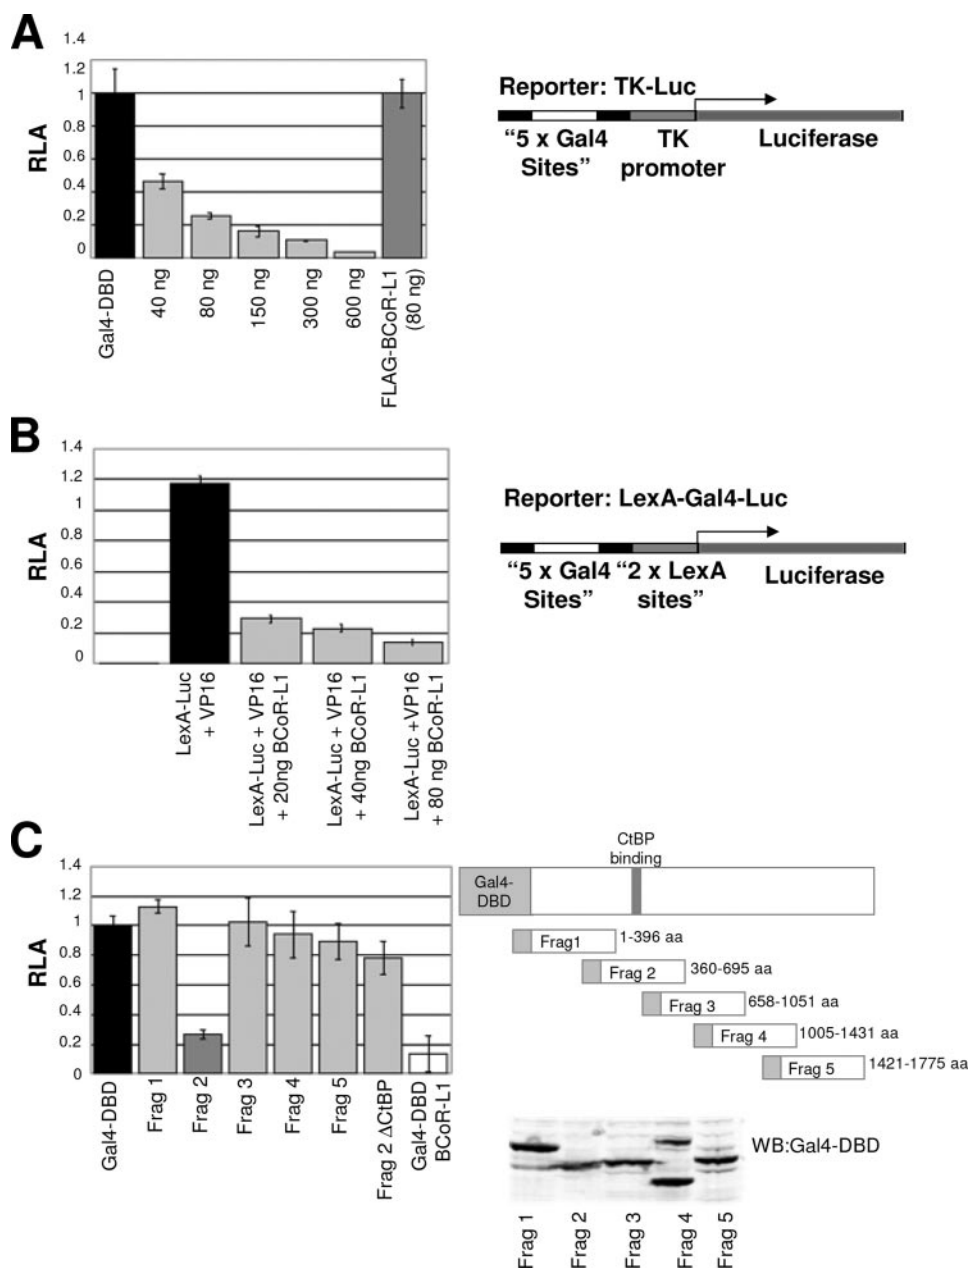 A
1.4
1.2
1
0.8
0.6
0.4
0.2
0
RLA
Gal4-DBD
40 ng
80 ng
150 ng
300 ng
600 ng
FLAG-BCoR-L1
(80 ng)
Reporter: TK-Luc
“5 x Gal4
Sites”
TK
promoter
Luciferase
B
1.4
1.2
1
0.8
0.6
0.4
0.2
0
RLA
LexA-Luc
+ VP16
LexA-Luc + VP16
+ 20ng BCoR-L1
LexA-Luc + VP16
+ 40ng BCoR-L1
LexA-Luc +VP16
+ 80 ng BCoR-L1
Reporter: LexA-Gal4-Luc
“5 x Gal4
Sites”
“2 x LexA
sites”
Luciferase
C
1.4
1.2
1
0.8
0.6
0.4
0.2
0
RLA
Gal4-DBD
Frag 1
Frag 2
Frag 3
Frag 4
Frag 5
Frag 2 ΔCtBP
Gal4-DBD
BCoR-L1
CtBP
binding
Gal4-
DBD
Frag1
1-396 aa
Frag 2
360-695 aa
Frag 3
658-1051 aa
Frag 4
1005-1431 aa
Frag 5
1421-1775 aa
WB:Gal4-DBD
Frag 1
Frag 2
Frag 3
Frag 4
Frag 5